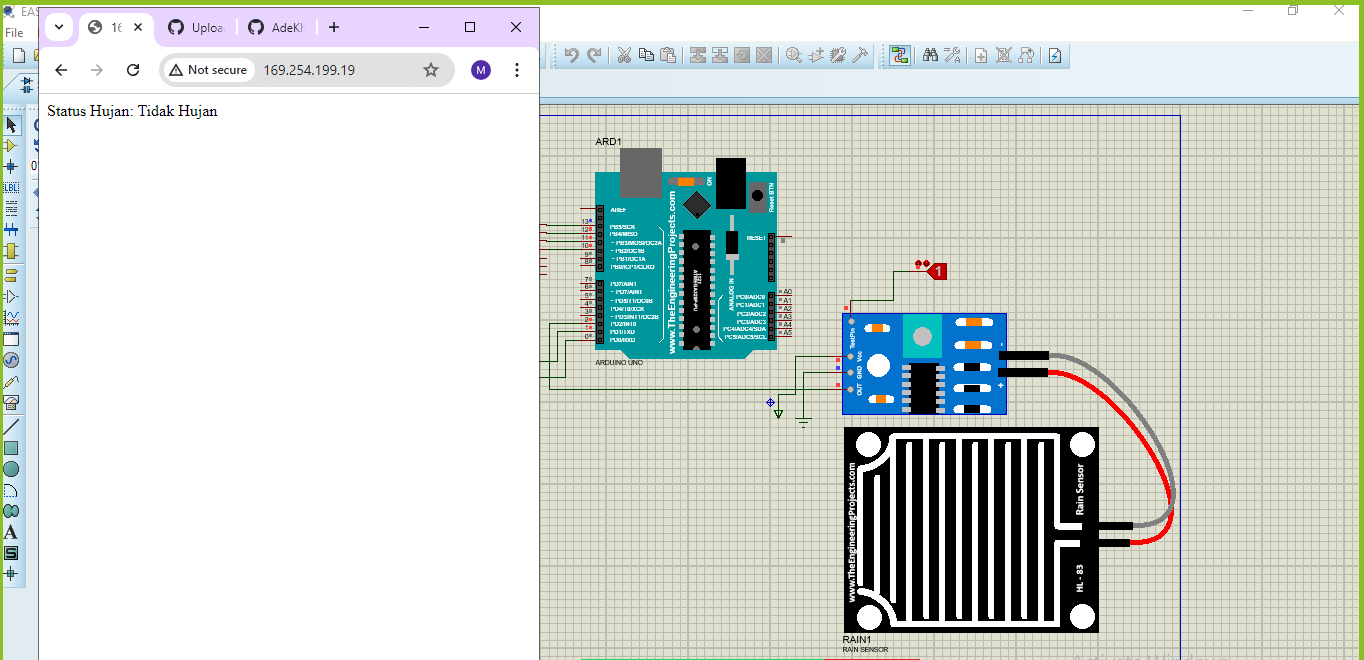 EAS
File
16
Uploa
AdeKh
Not secure
169.254.199.19
M
Status Hujan: Tidak Hujan
LBL
A
S
ARD1
ON
Reset BTN
www.TheEngineeringProjects.com
AREF
13
12
11
10
9
8
PB5/SCK
PB4/MISO
~ PB3/MOSI/OC2A
~ PB2/OC1B
~ PB1/OC1A
PB0/ICP1/CLKO
7
6
5
4
3
2
1
0
PD7/AIN1
~ PD6/AIN1
~ PD5/T1/OC0B
PD4/T0/XCK
~ PD3/INT1/OC2B
PD2/INT0
PD1/TXD
PD0/RXD
RESET
ANALOG IN
PC0/ADC0
PC1/ADC1
PC2/ADC2
PC3/ADC3
PC4/ADC4/SDA
PC5/ADC5/SCL
A0
A1
A2
A3
A4
A5
ARDUINO UNO
1
TestPin
Vcc
GND
OUT
-
+
www.TheEngineeringProjects.com
Rain Sensor
HL - 83
RAIN1
RAIN SENSOR